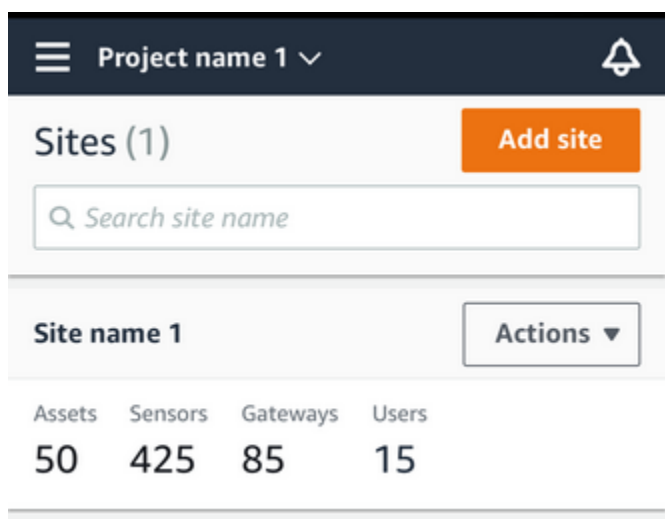 Project name 1
Sites (1)
Add site
Search site name
Site name 1
Actions
Assets Sensors Gateways Users
50 425 85 15